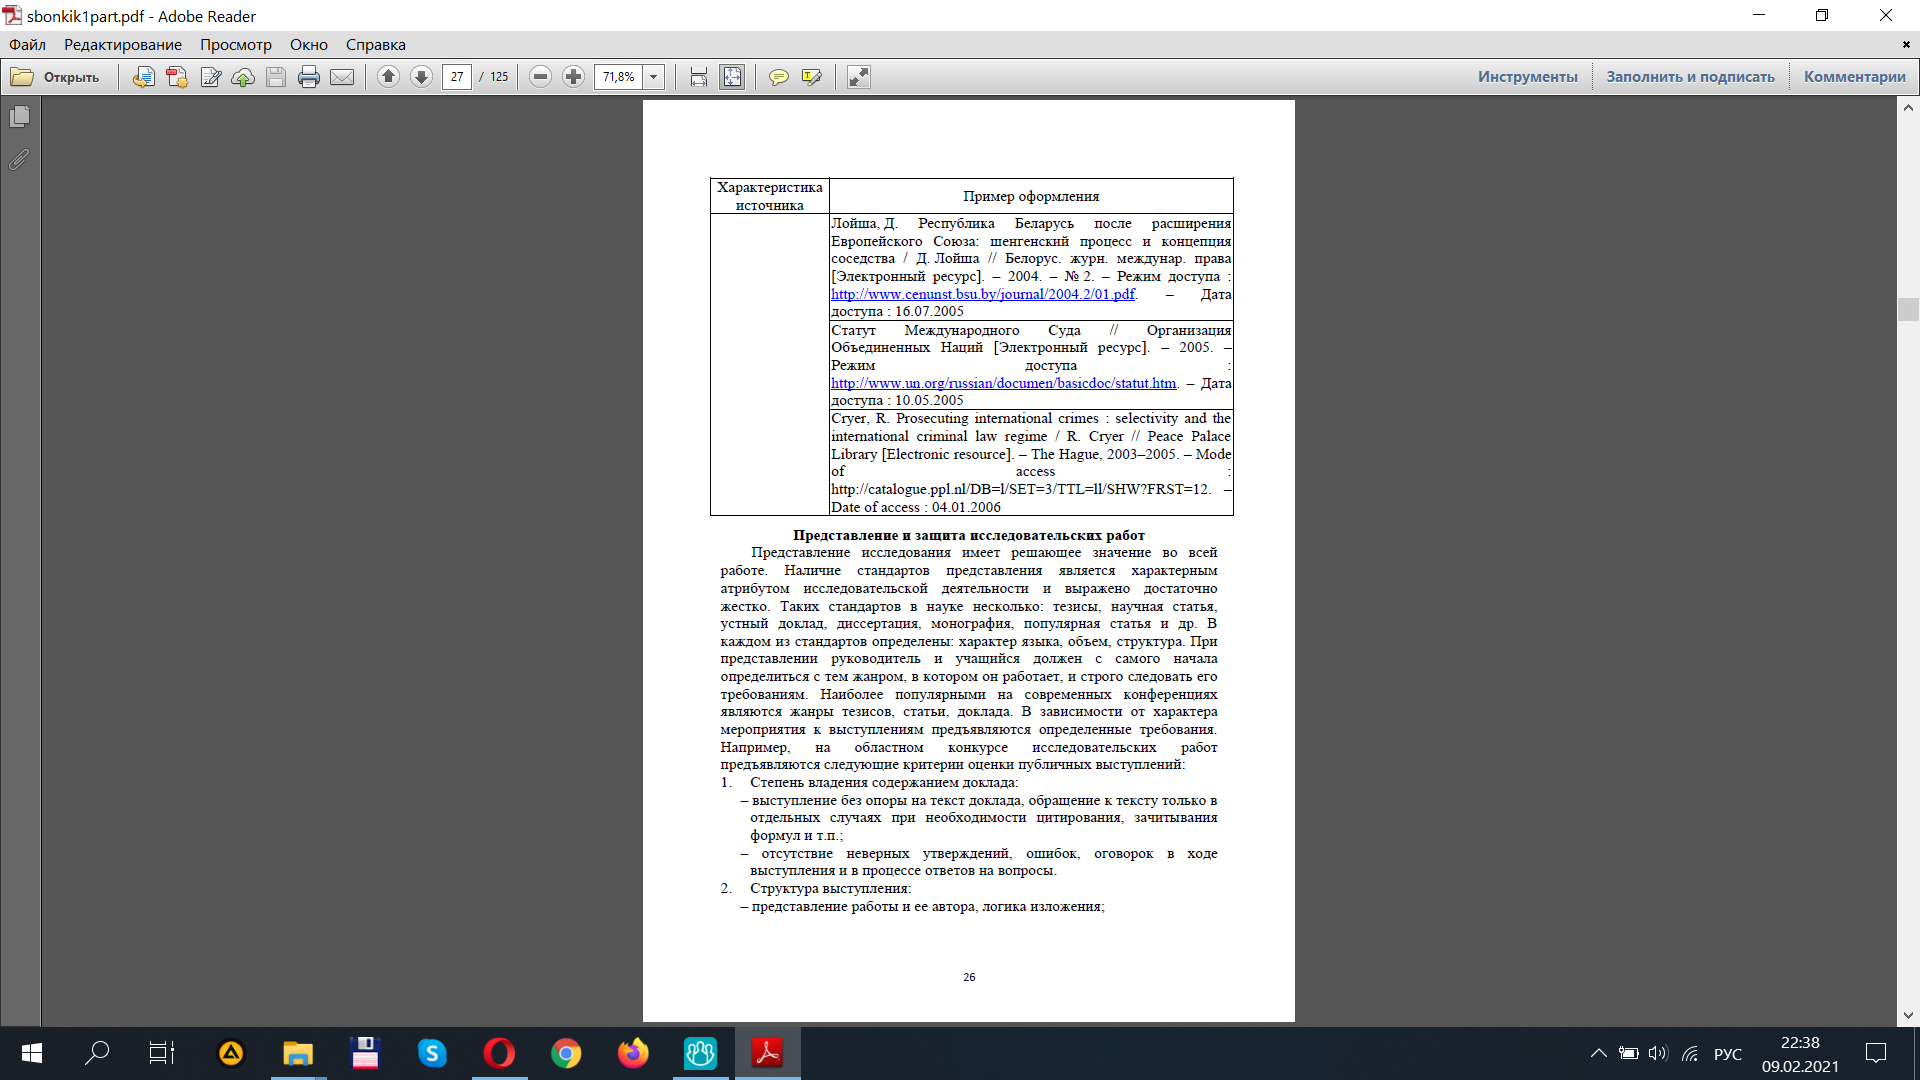 sbonkik1part.pdf - Adobe Reader
Файл Редактирование Просмотр Окно Справка
Открыть 27 / 125 71,8% Инструменты Заполнить и подписать Комментарии
Характеристика источника
Пример оформления
Лойша, Д. Республика Беларусь после расширения
Европейского Союза: шенгенский процесс и концепция
соседства / Д. Лойша // Белорус. журн. междунар. права
[Электронный ресурс]. – 2004. – № 2. – Режим доступа :
http://www.cenunst.bsu.by/journal/2004.2/01.pdf. – Дата
доступа : 16.07.2005
Статут Международного Суда // Организация
Объединенных Наций [Электронный ресурс]. – 2005. –
Режим доступа :
http://www.un.org/russian/documen/basicdoc/statut.htm. – Дата
доступа : 10.05.2005
Cryer, R. Prosecuting international crimes : selectivity and the
international criminal law regime / R. Cryer // Peace Palace
Library [Electronic resource]. – The Hague, 2003–2005. – Mode
of access :
http://catalogue.ppl.nl/DB=l/SET=3/TTL=ll/SHW?FRST=12. –
Date of access : 04.01.2006
Представление и защита исследовательских работ
Представление исследования имеет решающее значение во всей
работе. Наличие стандартов представления является характерным
атрибутом исследовательской деятельности и выражено достаточно
жестко. Таких стандартов в науке несколько: тезисы, научная статья,
устный доклад, диссертация, монография, популярная статья и др. В
каждом из стандартов определены: характер языка, объем, структура. При
представлении руководитель и учащийся должен с самого начала
определиться с тем жанром, в котором он работает, и строго следовать его
требованиям. Наиболее популярными на современных конференциях
являются жанры тезисов, статьи, доклада. В зависимости от характера
мероприятия к выступлениям предъявляются определенные требования.
Например, на областном конкурсе исследовательских работ
предъявляются следующие критерии оценки публичных выступлений:
1. Степень владения содержанием доклада:
– выступление без опоры на текст доклада, обращение к тексту только в
отдельных случаях при необходимости цитирования, зачитывания
формул и т.п.;
– отсутствие неверных утверждений, ошибок, оговорок в ходе
выступления и в процессе ответов на вопросы.
2. Структура выступления:
– представление работы и ее автора, логика изложения;
26
РУС
22:38
09.02.2021